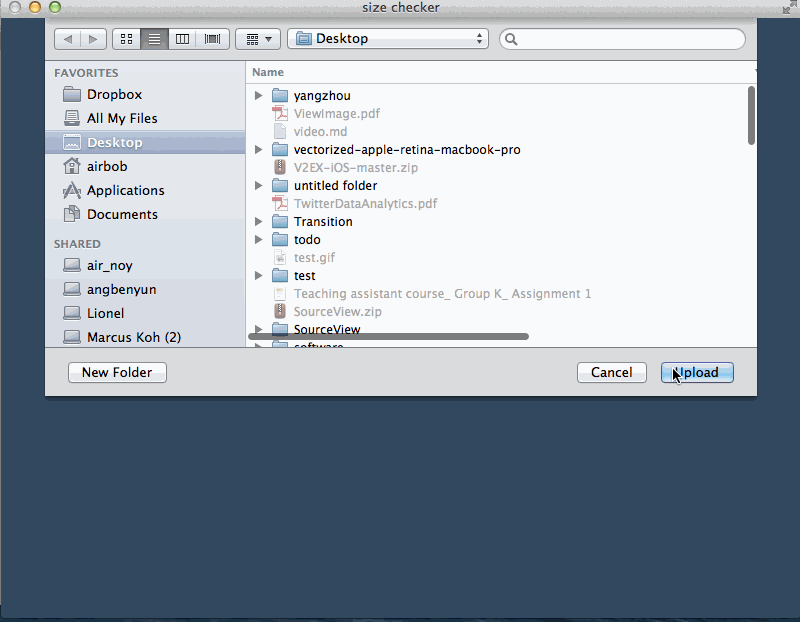 size checker
Desktop
FAVORITES
Dropbox
All My Files
Desktop
airbob
Applications
Documents
SHARED
air_noy
angbenyun
Lionel
Marcus Koh (2)
Name
yangzhou
ViewImage.pdf
video.md
vectorized-apple-retina-macbook-pro
V2EX-iOS-master.zip
untitled folder
TwitterDataAnalytics.pdf
Transition
todo
test.gif
test
Teaching assistant course_ Group K_ Assignment 1
SourceView.zip
SourceView
software
New Folder
Cancel
Upload